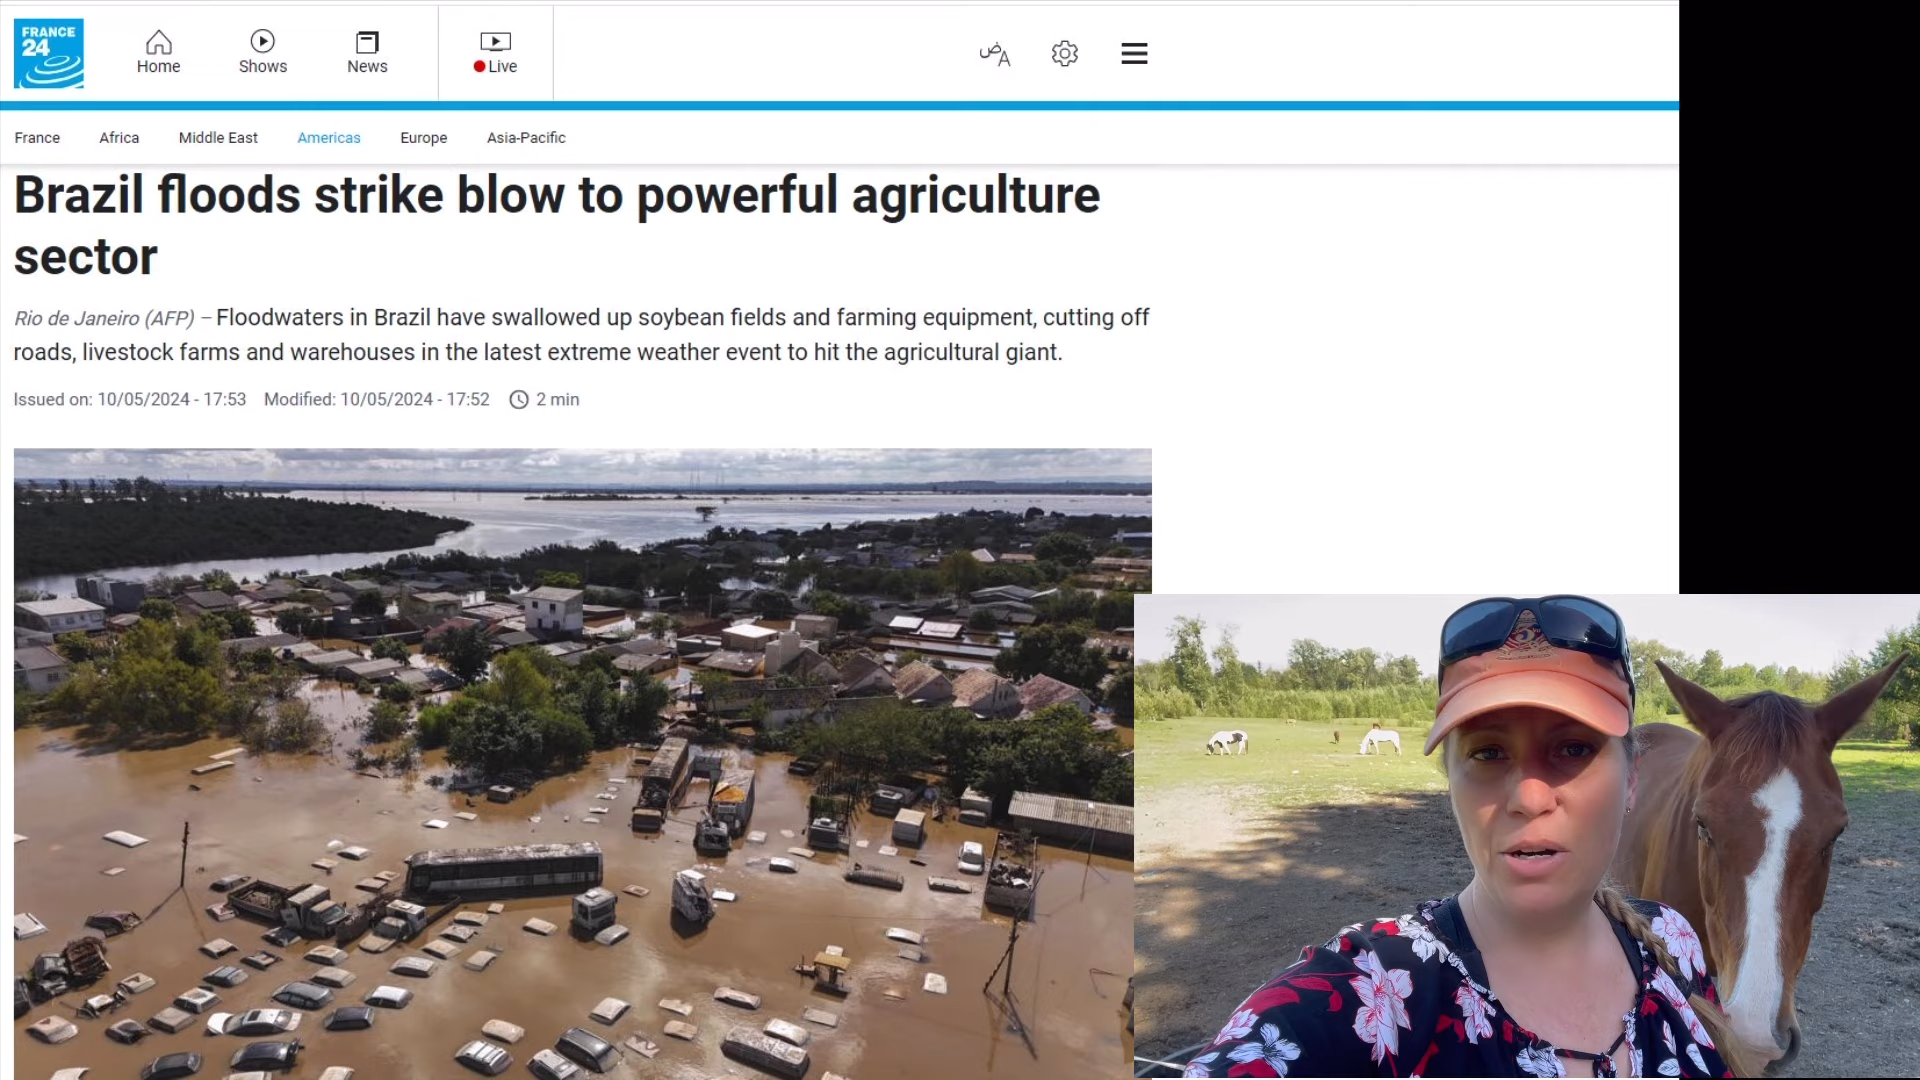 FRANCE
24
Home
Shows
News
Live
ض A
France Africa Middle East Americas Europe Asia-Pacific
Brazil floods strike blow to powerful agriculture
sector
Rio de Janeiro (AFP) – Floodwaters in Brazil have swallowed up soybean fields and farming equipment, cutting off
roads, livestock farms and warehouses in the latest extreme weather event to hit the agricultural giant.
Issued on: 10/05/2024 - 17:53 Modified: 10/05/2024 - 17:52 2 min